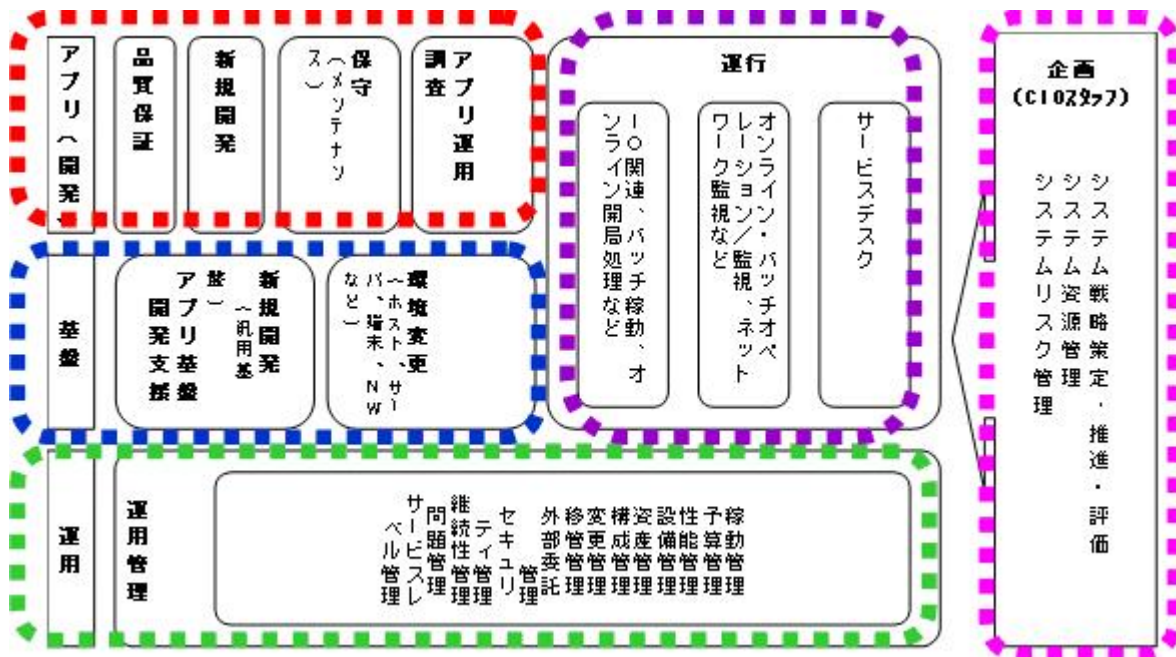 アプリ（開発）
品質保証
新規開発
保守
（メンテナン
ス）
アプリ運用
調査
運行
IO関連、バッチ稼動、オ
ンライン開局処理など
オンライン・バッチオペ
レーション／監視、ネット
ワーク監視など
サービスデスク
企画
(CIOスタッフ)
システム戦略策定・推進・評価
システム資源管理
システムリスク管理
基盤
新規開発
（汎用基
盤）
アプリ基盤
開発支援
環境変更
（ホスト、サー
バ、端末、NW
など）
運用
運用管理
稼動管理
予算管理
性能管理
設備管理
資産管理
構成管理
変更管理
移管管理
外部委託
管理
セキュリ
ティ管理
継続性管理
問題管理
サービスレ
ベル管理